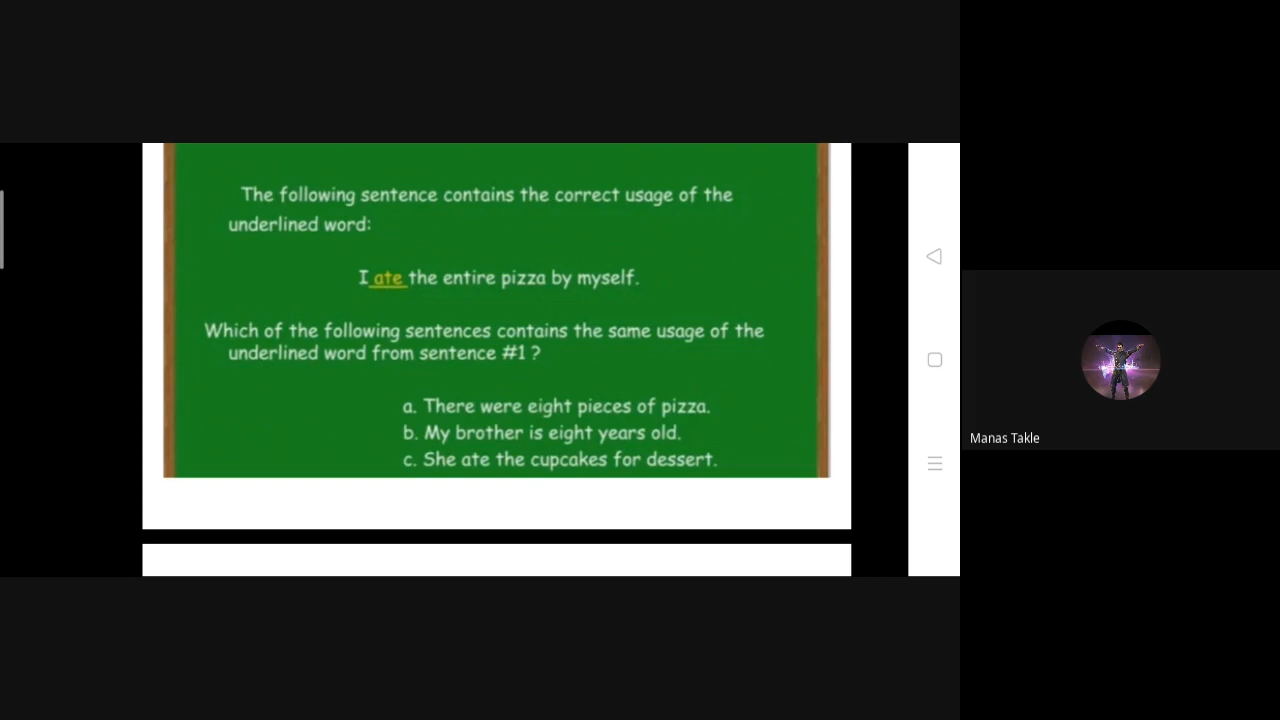 The following sentence contains the correct usage of the
underlined word:
I ate the entire pizza by myself.
Which of the following sentences contains the same usage of the
underlined word from sentence #1 ?
a. There were eight pieces of pizza.
b. My brother is eight years old.
c. She ate the cupcakes for dessert.
Manas Takle